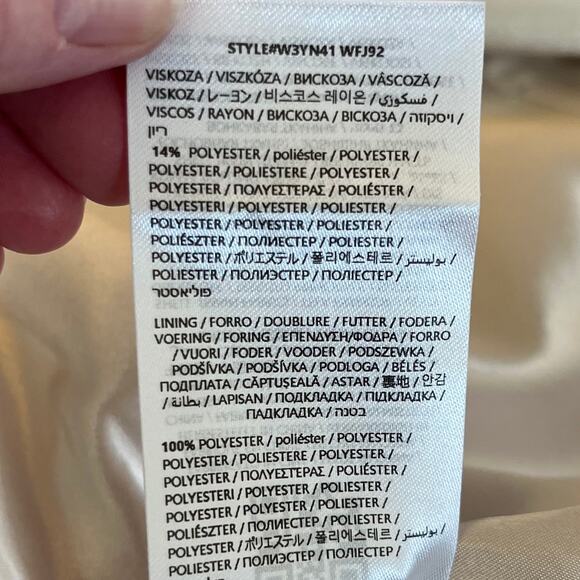 STYLE#W3YN41 WFJ92
VISKOZA / VISZKÓZA / ВИСКОЗА / VÂSCOZĂ /
VISKOZ / レーヨン / 비스코스 레이온 / فسكوزي /
VISCOS / RAYON / ВИСКОЗА / ВІСКОЗА / ויסקוזה /
ריון
14% POLYESTER / poliéster / POLYESTER /
POLYESTER / POLIESTERE / POLYESTER /
POLYESTER / ΠΟΛΥΕΣΤΕΡΑΣ / POLIÉSTER /
POLYESTERI / POLYESTER / POLIESTER /
POLYESTER / POLYESTER / POLIESTER /
POLIÉSZTER / ПОЛИЕСТЕР / POLIESTER /
POLYESTER / ポリエステル / 폴리에스테르 / بوليستر /
POLIESTER / ПОЛИЭСТЕР / ПОЛІЕСТЕР /
פוליאסטר
LINING / FORRO / DOUBLURE / FUTTER / FODERA /
VOERING / FORING / ΕΠΕΝΔΥΣΗ/ΦΟΔΡΑ / FORRO
/ VUORI / FODER / VOODER / PODSZEWKA /
PODŠÍVKA / PODŠÍVKA / PODLOGA / BÉLÉS /
ПОДПЛАТА / CĂPTUŞEALĂ / ASTAR / 裏地 / 안감
/ بطانة / LAPISAN / ПОДКЛАДКА / ПІДКЛАДКА /
ПАДКЛАДКА / בטנה
100% POLYESTER / poliéster / POLYESTER /
POLYESTER / POLIESTERE / POLYESTER /
POLYESTER / ΠΟΛΥΕΣΤΕΡΑΣ / POLIÉSTER /
POLYESTERI / POLYESTER / POLIESTER /
POLYESTER / POLYESTER / POLIESTER /
POLIÉSZTER / ПОЛИЕСТЕР / POLIESTER /
POLYESTER / ポリエステル / 폴리에스테르 / بوليستر /
POLIESTER / ПОЛИЭСТЕР / ПОЛІЕСТЕР /
פוליאסטר